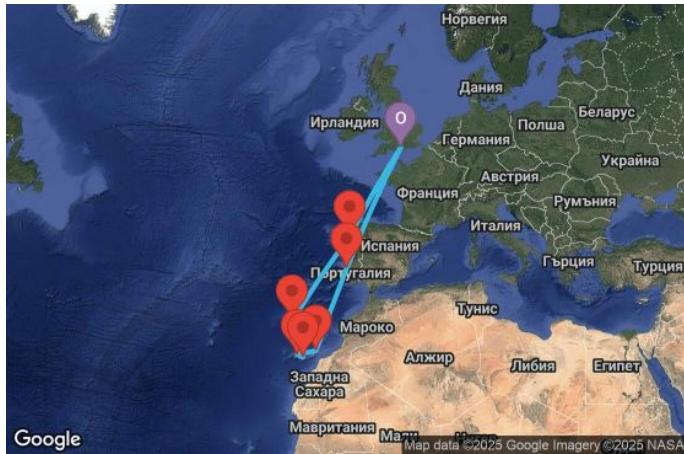 Норвегия
Дания
О
Ирландия
Беларус
Полша
Германия
Украйна
Австрия
Франция
Румъния
Италия
Испания
Гърция
Турция
Португалия
Тунис
Мароко
Алжир
Либия
Египет
Западна
Сахара
Мавритания
Мали
Google
Map data ©2025 Google Imagery ©2025 NASA